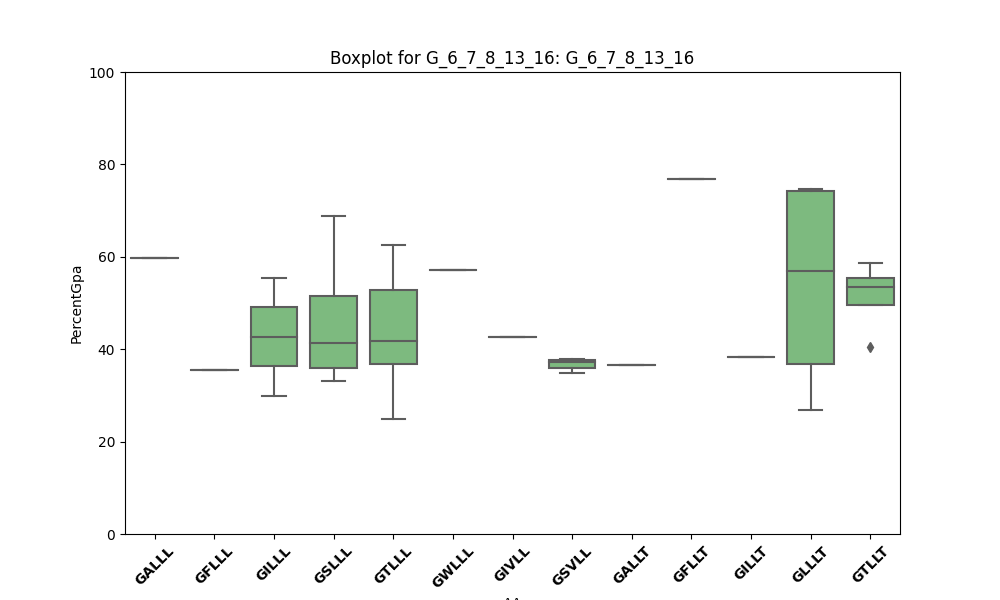 Boxplot for G_6_7_8_13_16: G_6_7_8_13_16
100
80
60
40
20
0
PercentGpa
GALLL GFLLL GILLL GSLLL GTLLL GWLLL GIVLL GSVLL GALLT GFLLT GILLT GLLLT GTLLT